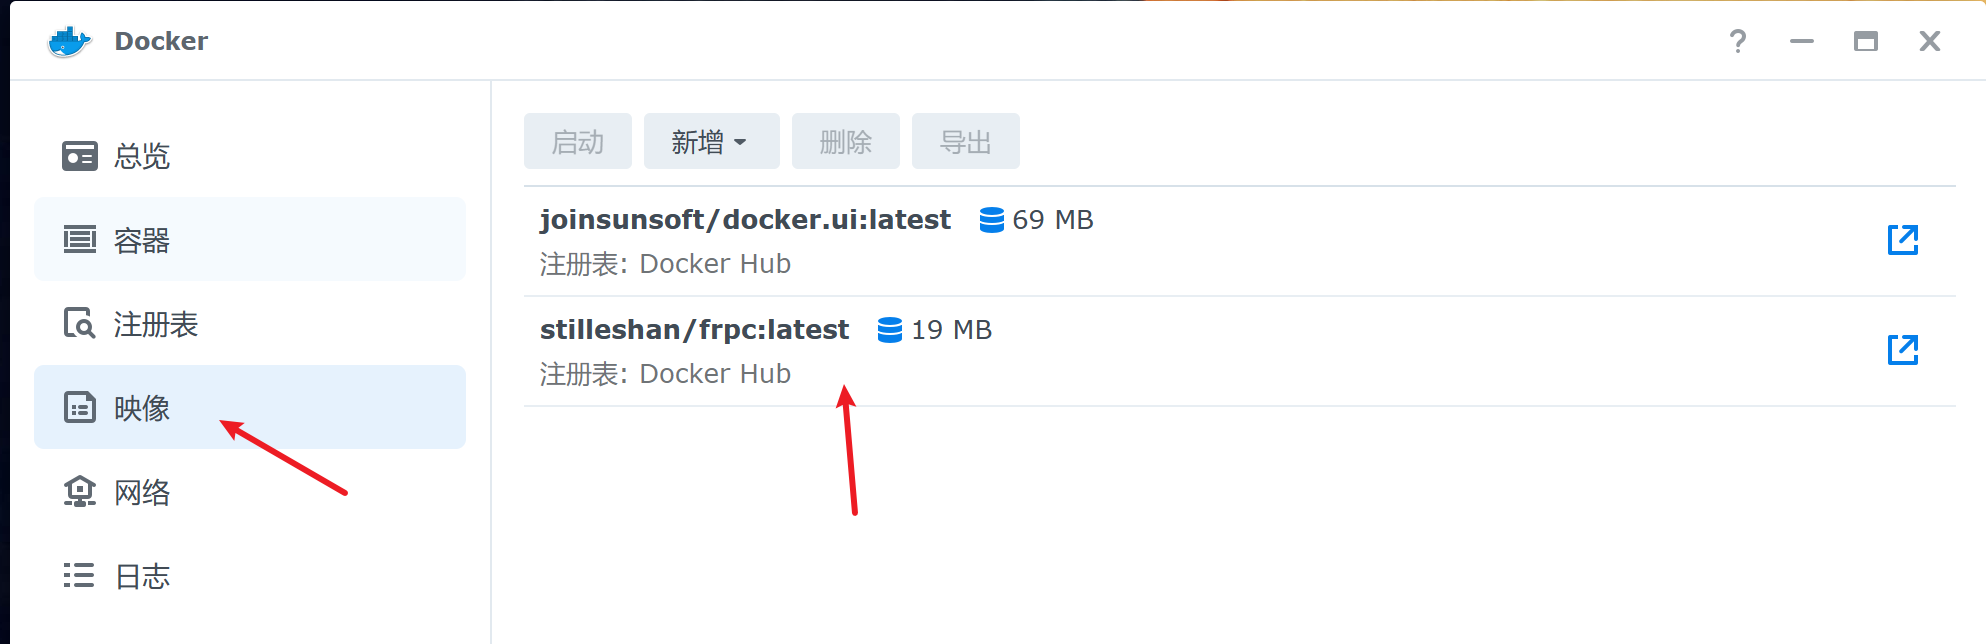 Docker
总览
容器
注册表
映像
网络
日志
启动 新增 删除 导出
joinsunsoft/docker.ui:latest 69 MB
注册表: Docker Hub
stilleshan/frpc:latest 19 MB
注册表: Docker Hub